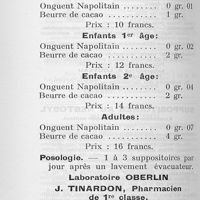 Onguent Napolitain . . . . . 0 gr. 01
Beurre de cacao . . . . . . . 1 gr.
Prix : 10 francs.
Enfants 1er âge:
Onguent Napolitain . . . . . 0 gr. 02
Beurre de cacao . . . . . . . 1 gr.
Prix : 12 francs.
Enfants 2e âge:
Onguent Napolitain . . . . . 0 gr. 04
Beurre de cacao . . . . . . . 2 gr.
Prix : 14 francs.
Adultes:
Onguent Napolitain . . . . . 0 gr. 07
Beurre de cacao . . . . . . . 4 gr.
Prix : 16 francs.
Posologie. — 1 à 3 suppositoires par
jour après un lavement évacuateur.
Laboratoire OBERLIN
J. TINARDON, Pharmacien
de 1re classe.